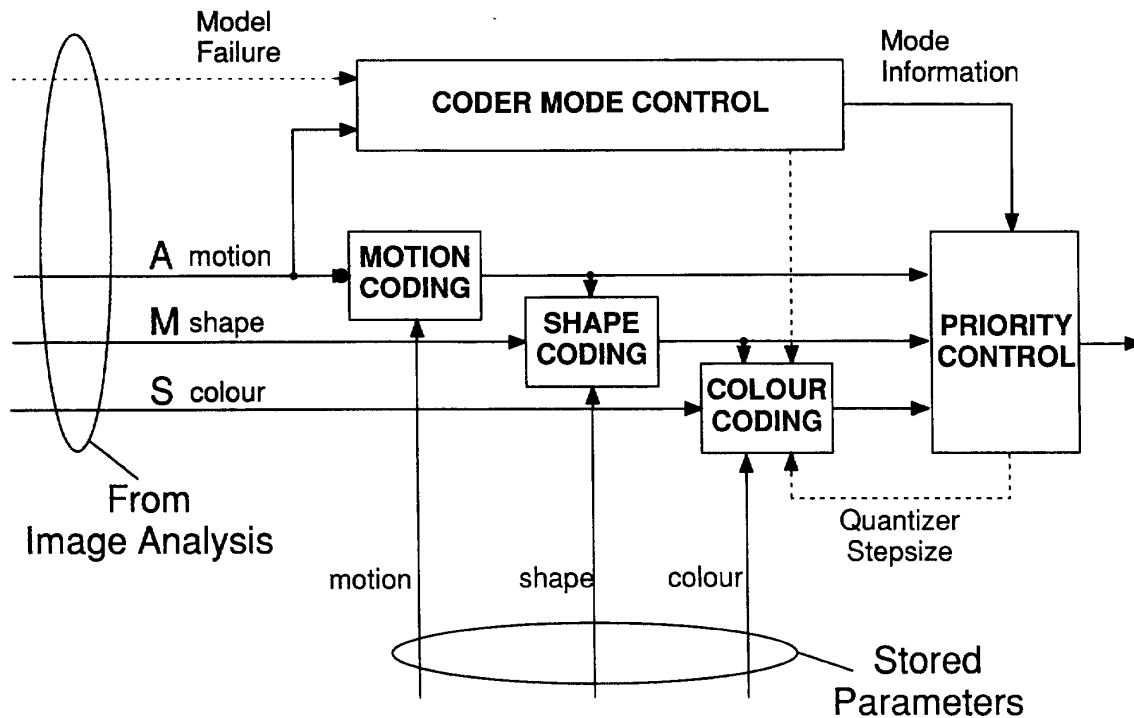 Model
Failure
Mode
Information
CODER MODE CONTROL
A motion
MOTION
CODING
M shape
SHAPE
CODING
PRIORITY
CONTROL
S colour
COLOUR
CODING
From
Image Analysis
Quantizer
Stepsize
motion
shape
colour
Stored
Parameters